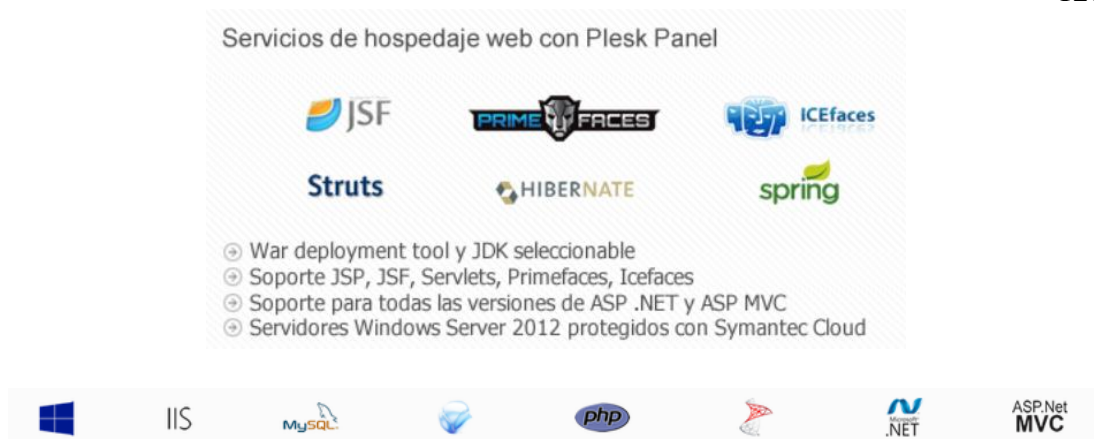 Servicios de hospedaje web con Plesk Panel
JSF PRIME FACES ICEfaces
Struts HIBERNATE spring
War deployment tool y JDK seleccionable
Soporte JSP, JSF, Servlets, Primefaces, Icefaces
Soporte para todas las versiones de ASP .NET y ASP MVC
Servidores Windows Server 2012 protegidos con Symantec Cloud
IIS MySQL php Microsoft .NET ASP.Net MVC